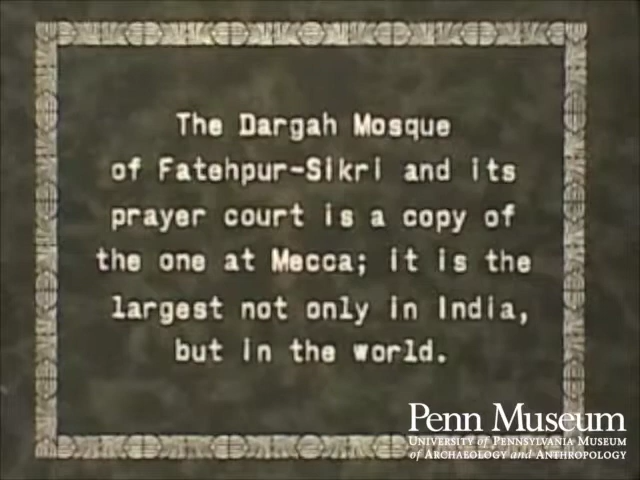 The Dargah Mosque
of Fatehpur-Sikri and its
prayer court is a copy of
the one at Mecca; it is the
largest not only in India,
but in the world.
Penn Museum
University of Pennsylvania Museum
of Archaeology and Anthropology